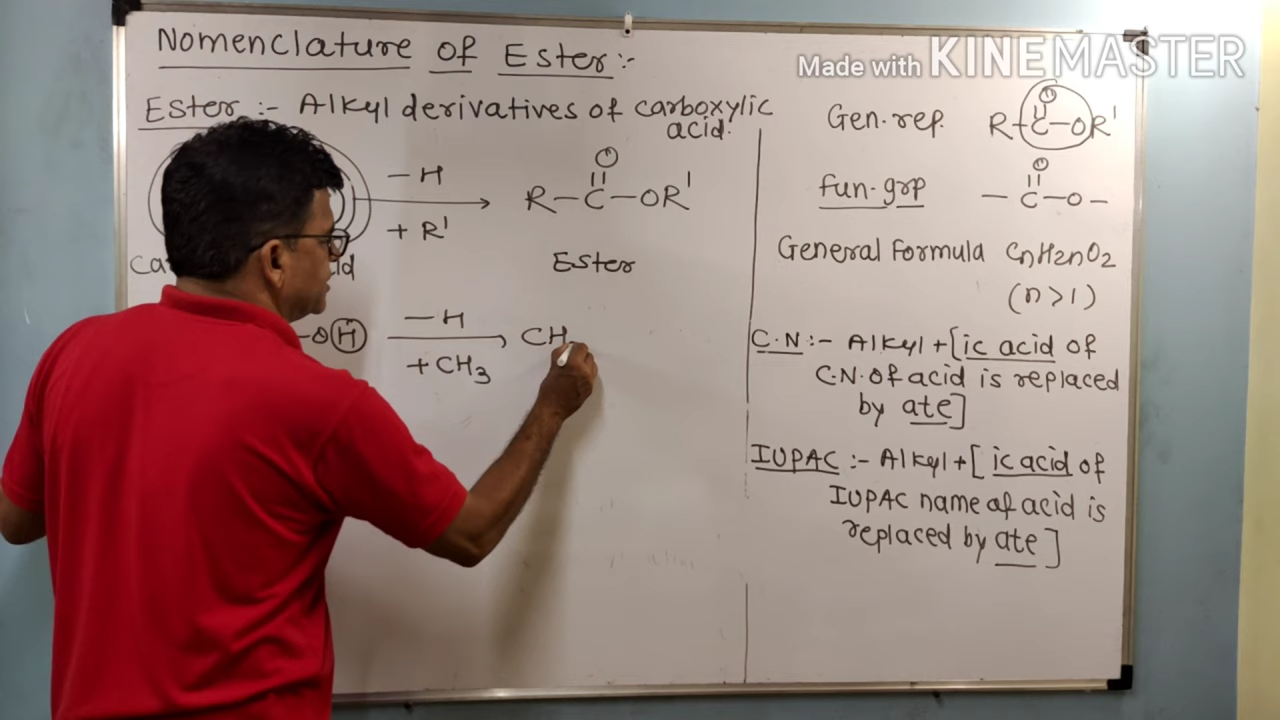 Nomenclature of Ester:-
Made with KINEMASTER
Ester :- Alkyl derivatives of carboxylic
acid.
- H
+ R'
O
R-C-OR'
Ester
-OH
- H
+ CH3
CH
Gen. rep.
O
R-C-OR'
Fun. grp
O
-C-O-
General Formula CnH2nO2
(n>1)
C.N:- Alkyl+[ic acid of
C.N. of acid is replaced
by ate]
IUPAC:- Alkyl+[ic acid of
IUPAC name of acid is
replaced by ate]